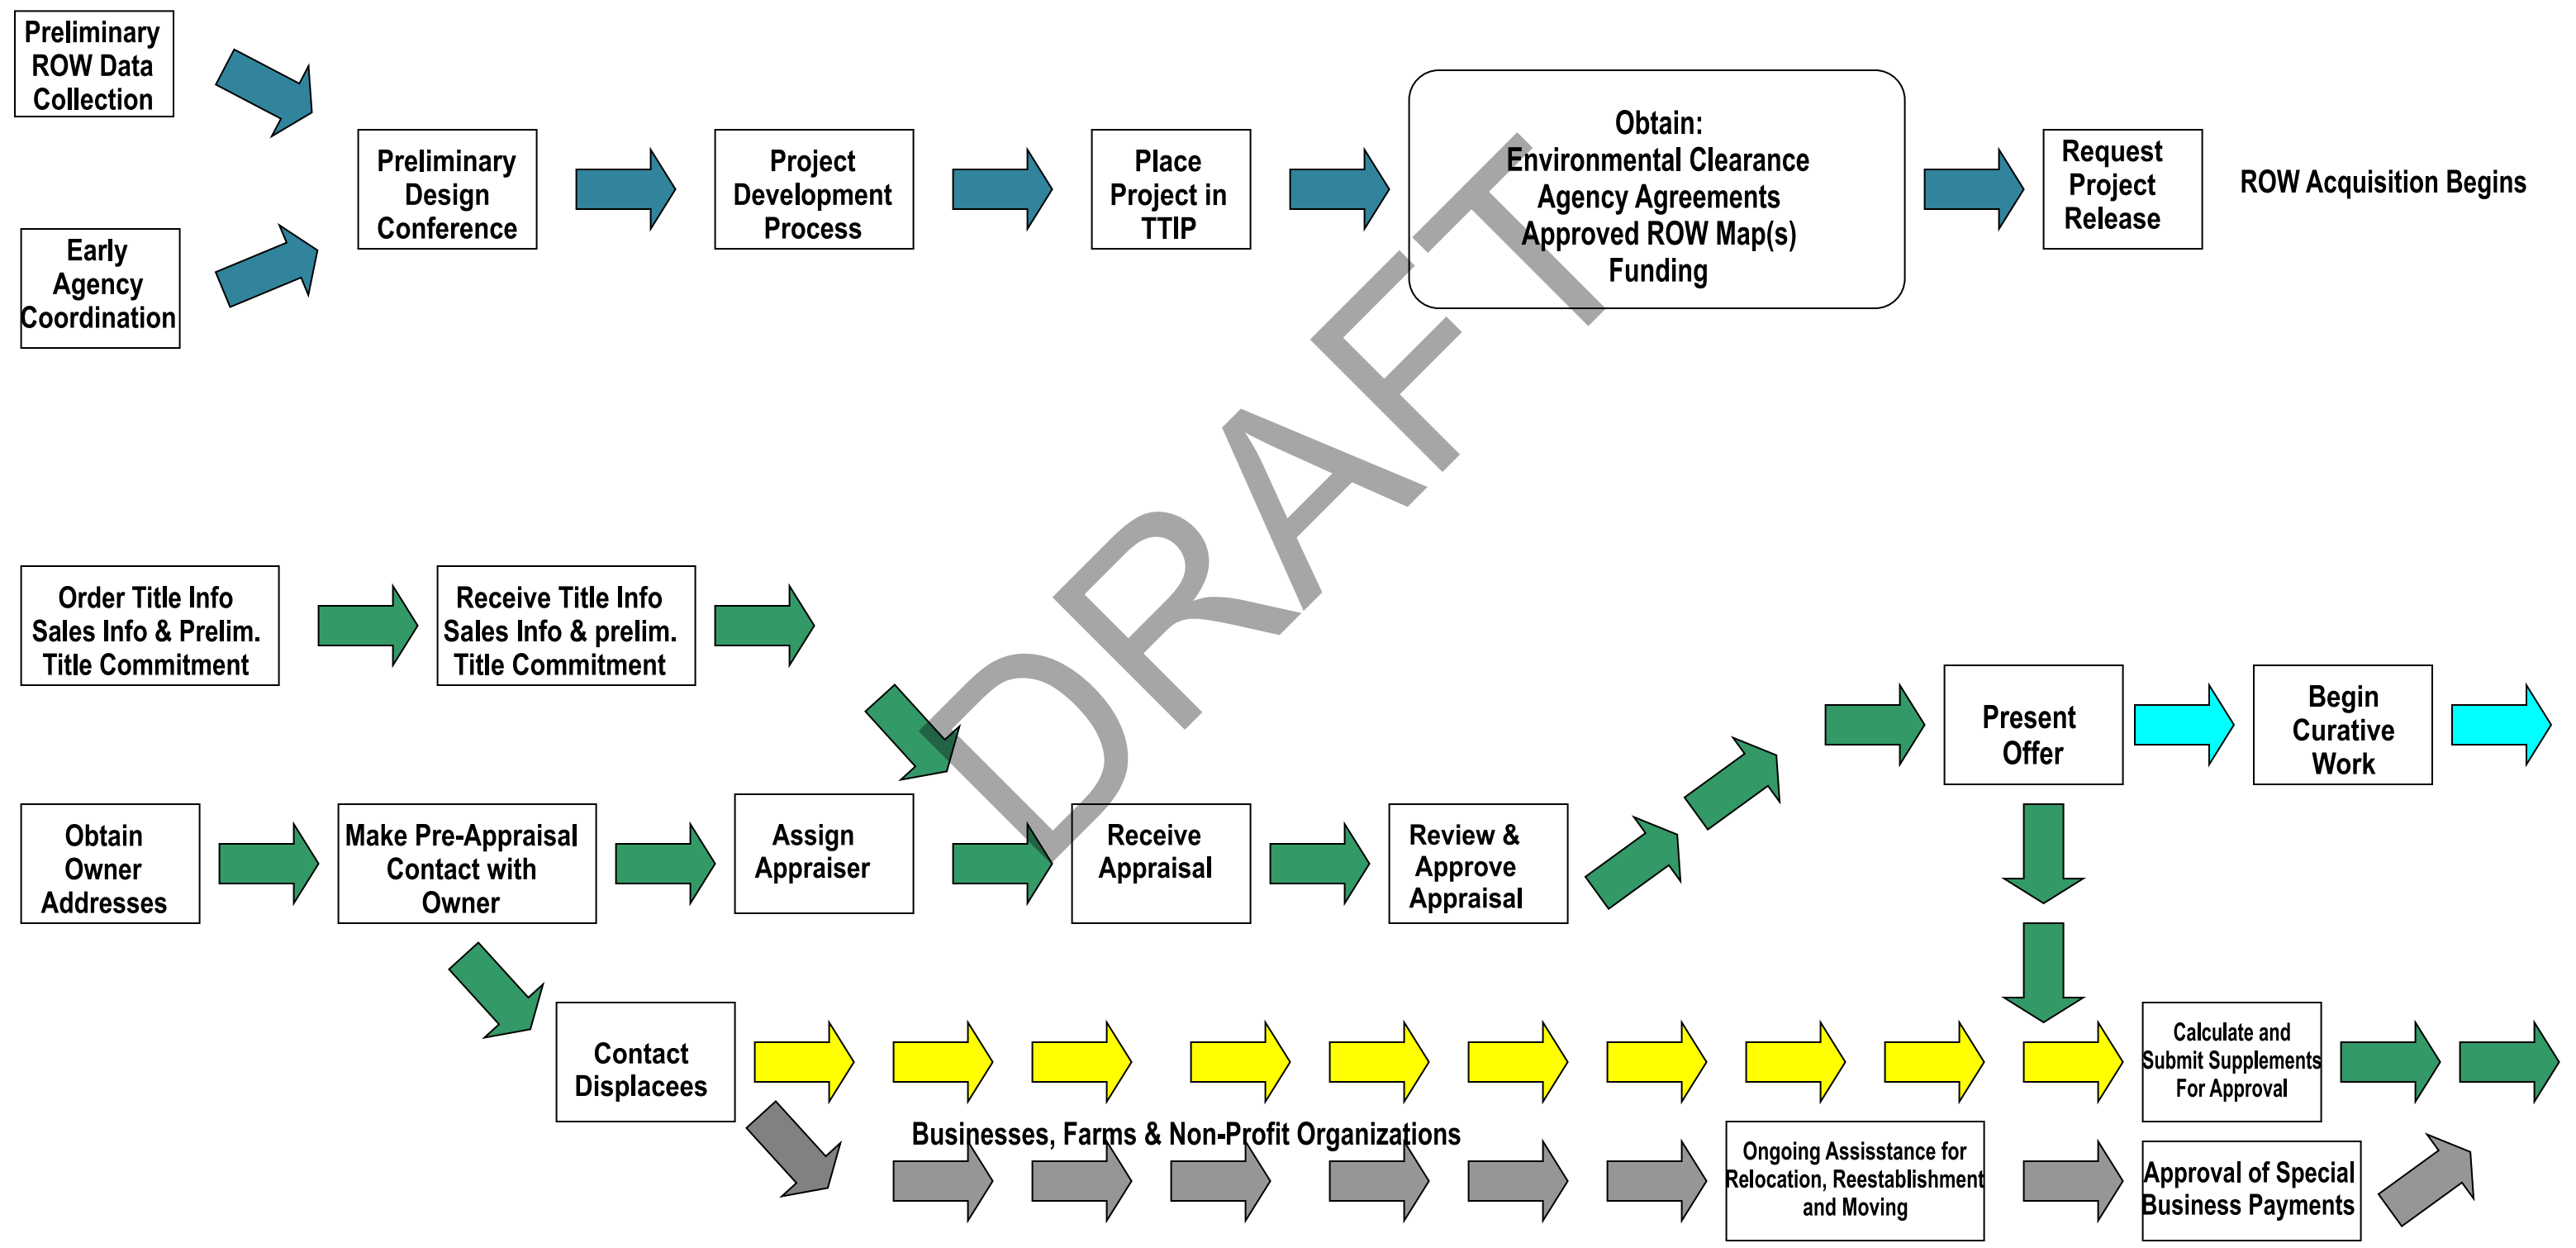 Preliminary
ROW Data
Collection
Early
Agency
Coordination
Preliminary
Design
Conference
Project
Development
Process
Place
Project in
TTIP
Obtain:
Environmental Clearance
Agency Agreements
Approved ROW Map(s)
Funding
Request
Project
Release
ROW Acquisition Begins
DRAFT
Order Title Info
Sales Info & Prelim.
Title Commitment
Receive Title Info
Sales Info & prelim.
Title Commitment
Obtain
Owner
Addresses
Make Pre-Appraisal
Contact with
Owner
Assign
Appraiser
Receive
Appraisal
Review &
Approve
Appraisal
Present
Offer
Begin
Curative
Work
Contact
Displacees
Calculate and
Submit Supplements
For Approval
Businesses, Farms & Non-Profit Organizations
Ongoing Assisstance for
Relocation, Reestablishment
and Moving
Approval of Special
Business Payments